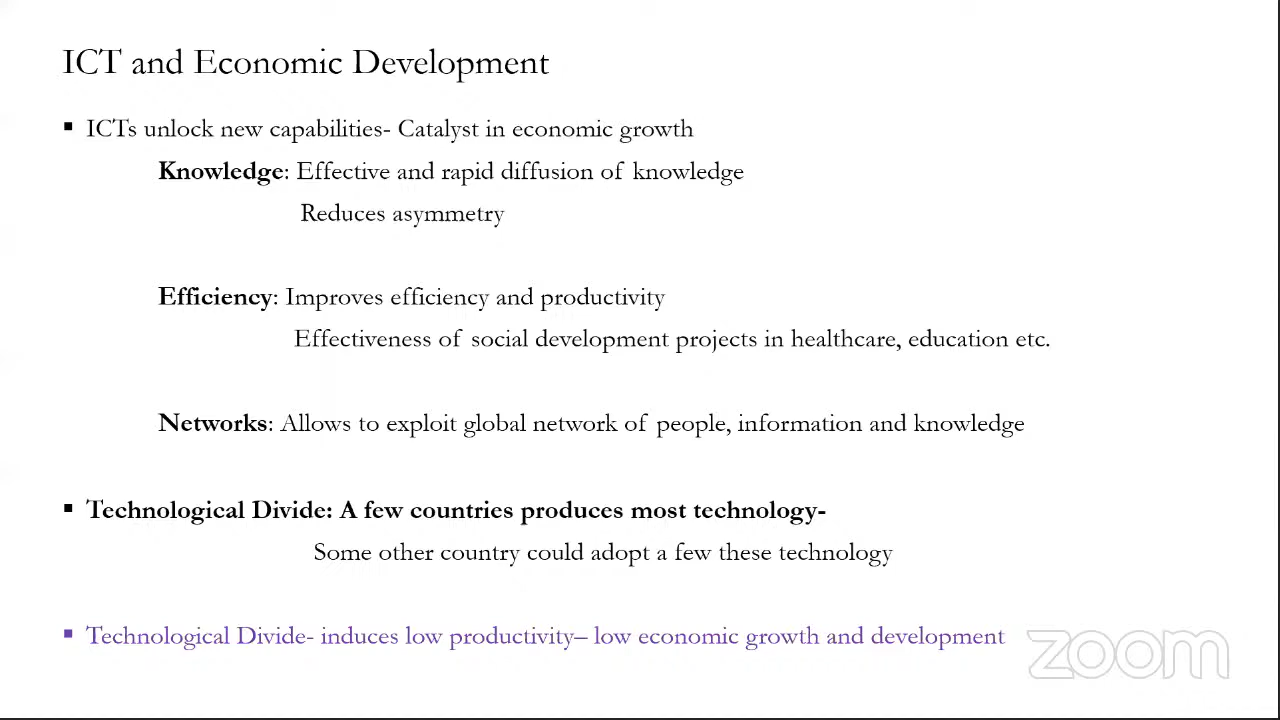 ICT and Economic Development
▪ ICTs unlock new capabilities- Catalyst in economic growth
Knowledge: Effective and rapid diffusion of knowledge
Reduces asymmetry
Efficiency: Improves efficiency and productivity
Effectiveness of social development projects in healthcare, education etc.
Networks: Allows to exploit global network of people, information and knowledge
▪ Technological Divide: A few countries produces most technology-
Some other country could adopt a few these technology
▪ Technological Divide- induces low productivity– low economic growth and development
zoom